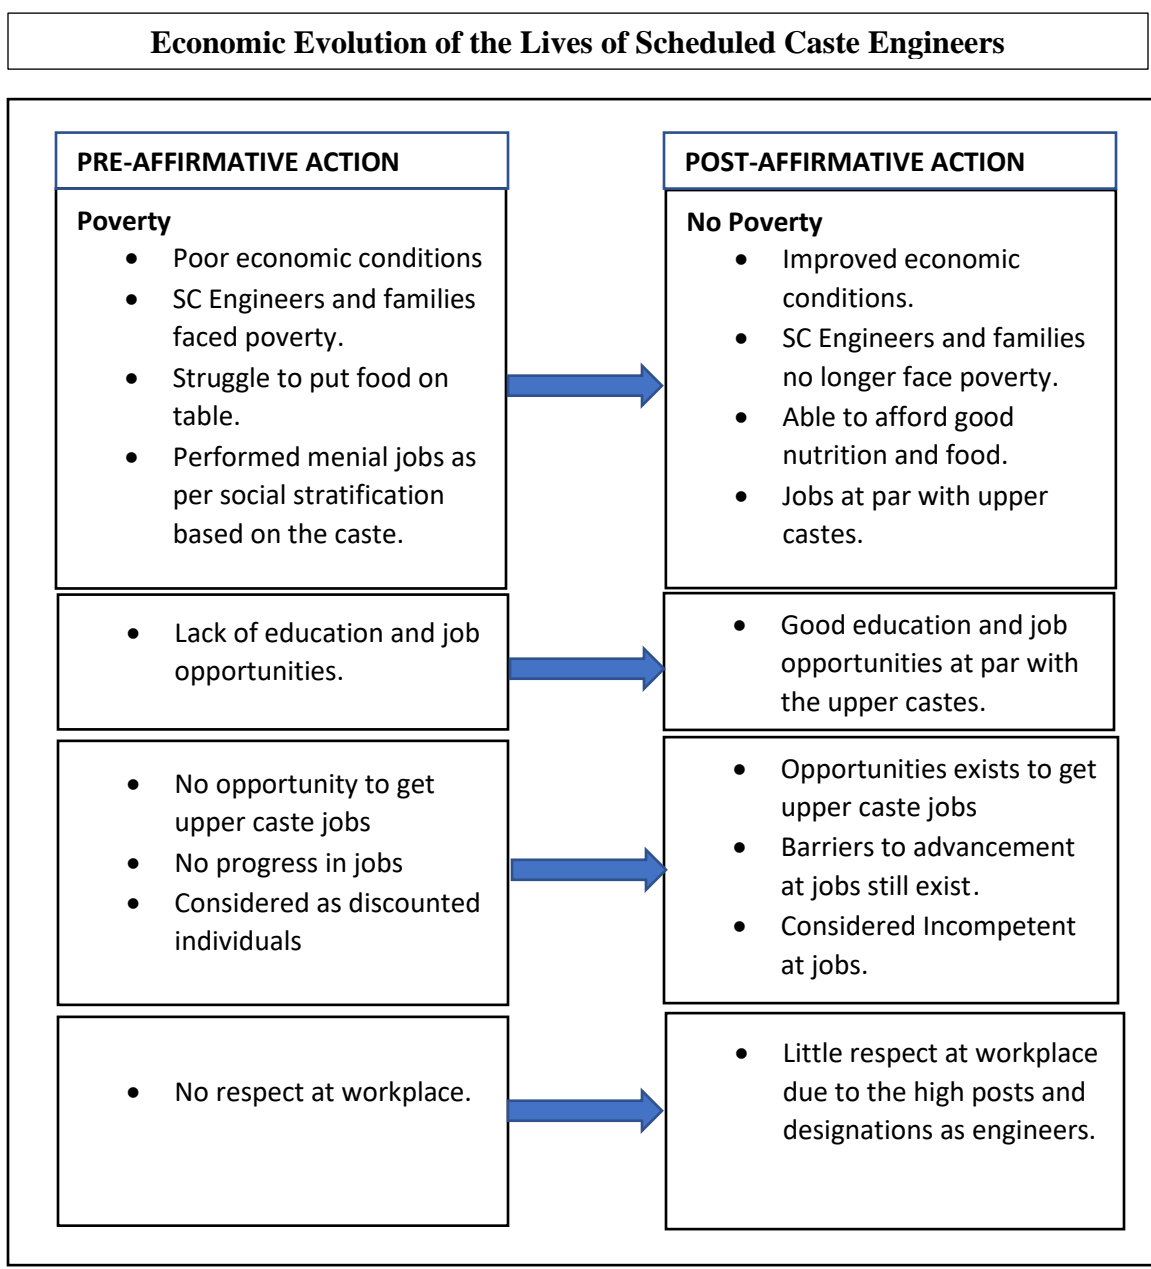 Economic Evolution of the Lives of Scheduled Caste Engineers
PRE-AFFIRMATIVE ACTION
Poverty
• Poor economic conditions
• SC Engineers and families
faced poverty.
• Struggle to put food on
table.
• Performed menial jobs as
per social stratification
based on the caste.
• Lack of education and job
opportunities.
• No opportunity to get
upper caste jobs
• No progress in jobs
• Considered as discounted
individuals
• No respect at workplace.
POST-AFFIRMATIVE ACTION
No Poverty
• Improved economic
conditions.
• SC Engineers and families
no longer face poverty.
• Able to afford good
nutrition and food.
• Jobs at par with upper
castes.
• Good education and job
opportunities at par with
the upper castes.
• Opportunities exists to get
upper caste jobs
• Barriers to advancement
at jobs still exist.
• Considered Incompetent
at jobs.
• Little respect at workplace
due to the high posts and
designations as engineers.